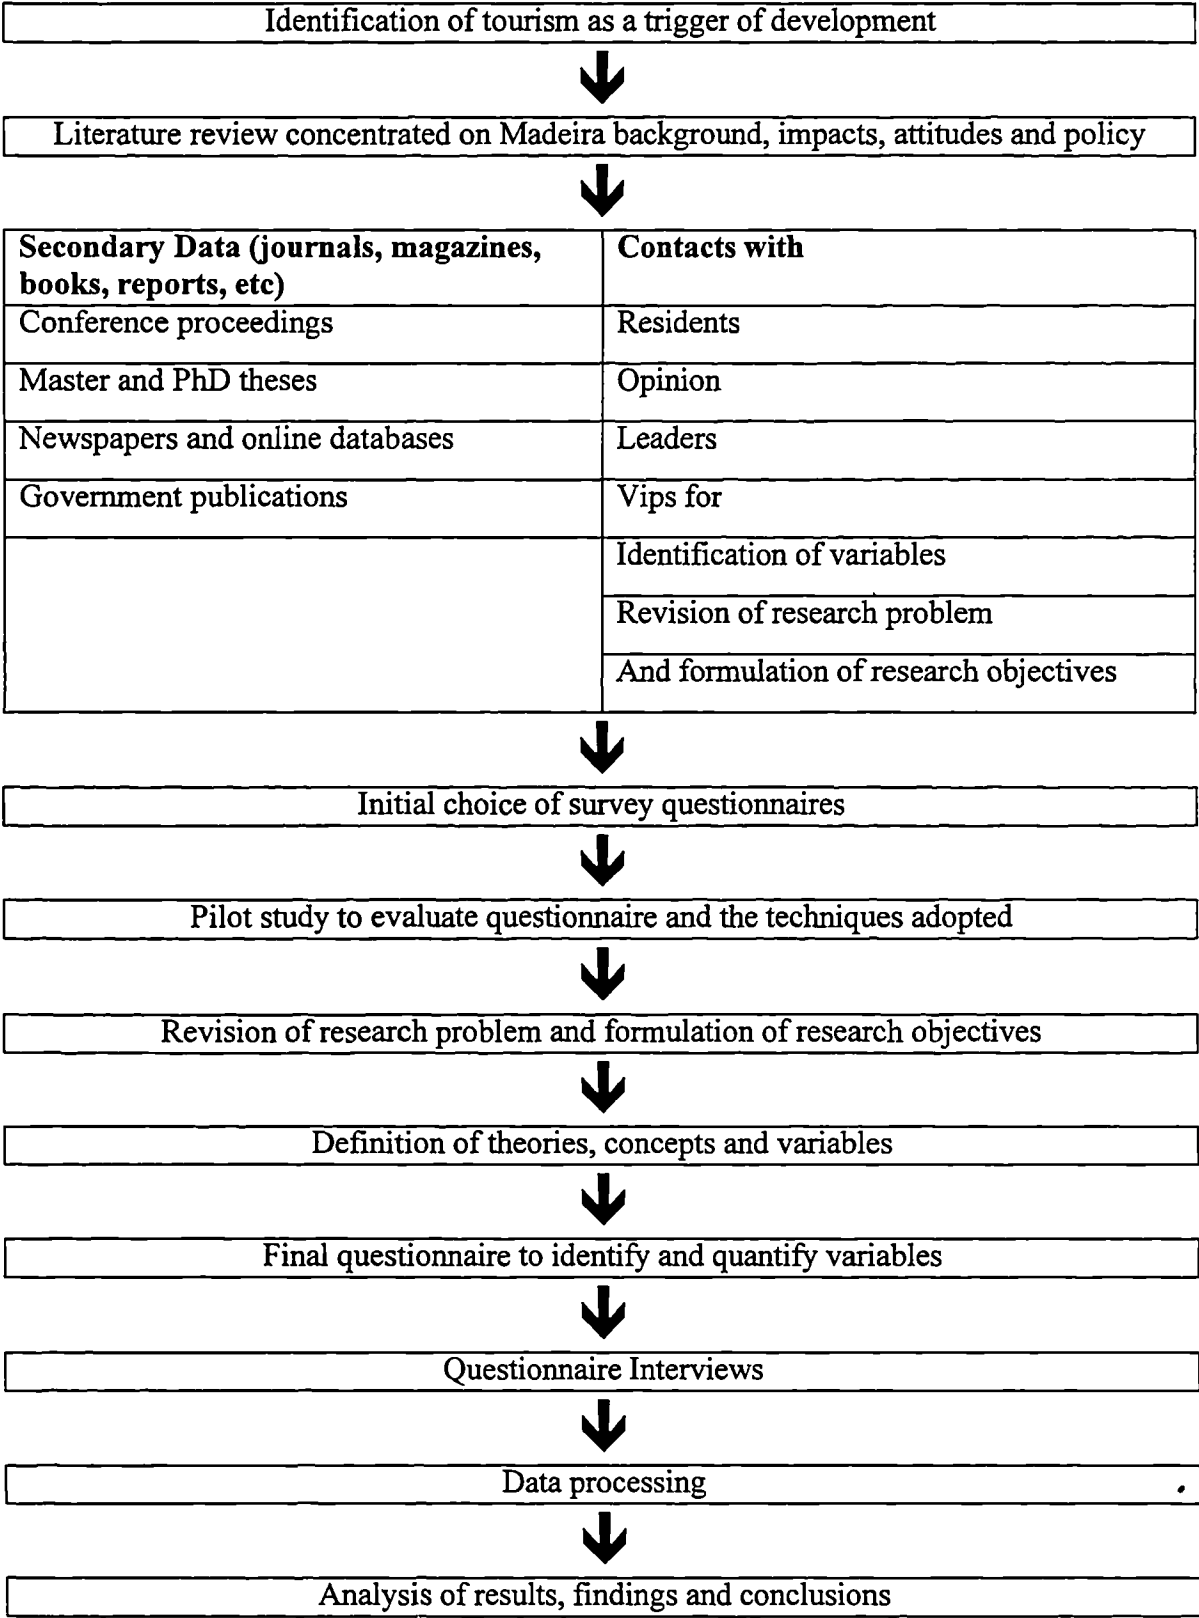 Identification of tourism as a trigger of development
Literature review concentrated on Madeira background, impacts, attitudes and policy
Secondary Data (journals, magazines,
books, reports, etc)
Contacts with
Conference proceedings
Residents
Master and PhD theses
Opinion
Newspapers and online databases
Leaders
Government publications
Vips for
Identification of variables
Revision of research problem
And formulation of research objectives
Initial choice of survey questionnaires
Pilot study to evaluate questionnaire and the techniques adopted
Revision of research problem and formulation of research objectives
Definition of theories, concepts and variables
Final questionnaire to identify and quantify variables
Questionnaire Interviews
Data processing
Analysis of results, findings and conclusions